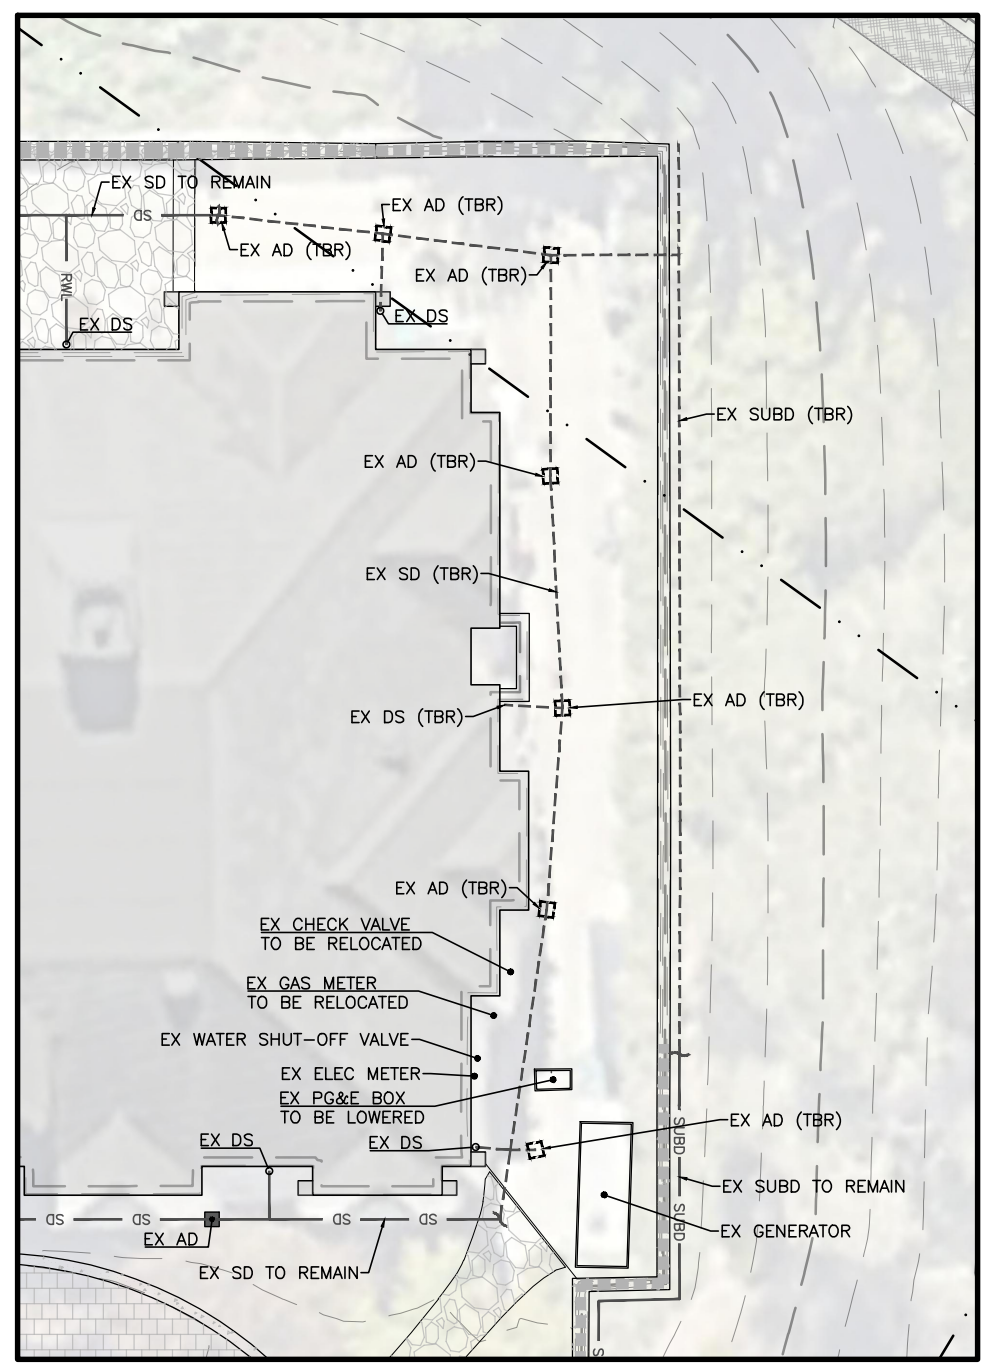 EX SD TO REMAIN
EX AD (TBR)
SD
EX AD (TBR)
EX AD (TBR)
RWL
EX DS
EX DS
EX SUBD (TBR)
EX AD (TBR)
EX SD (TBR)
EX AD (TBR)
EX DS (TBR)
EX AD (TBR)
EX CHECK VALVE
TO BE RELOCATED
EX GAS METER
TO BE RELOCATED
EX WATER SHUT-OFF VALVE
EX ELEC METER
EX PG&E BOX
TO BE LOWERED
EX AD (TBR)
SUBD
EX DS
EX DS
EX SUBD TO REMAIN
SUBD
SD
SD
SD
SD
EX GENERATOR
EX AD
EX SD TO REMAIN
S